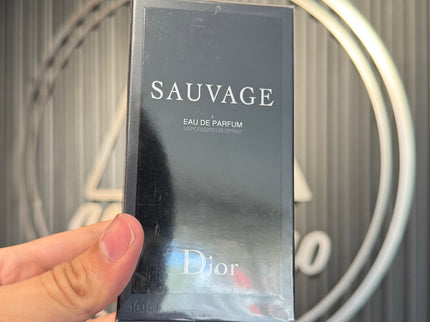 SAUVAGE
EAU DE PARFUM
VAPORISATEUR SPRAY
Dior